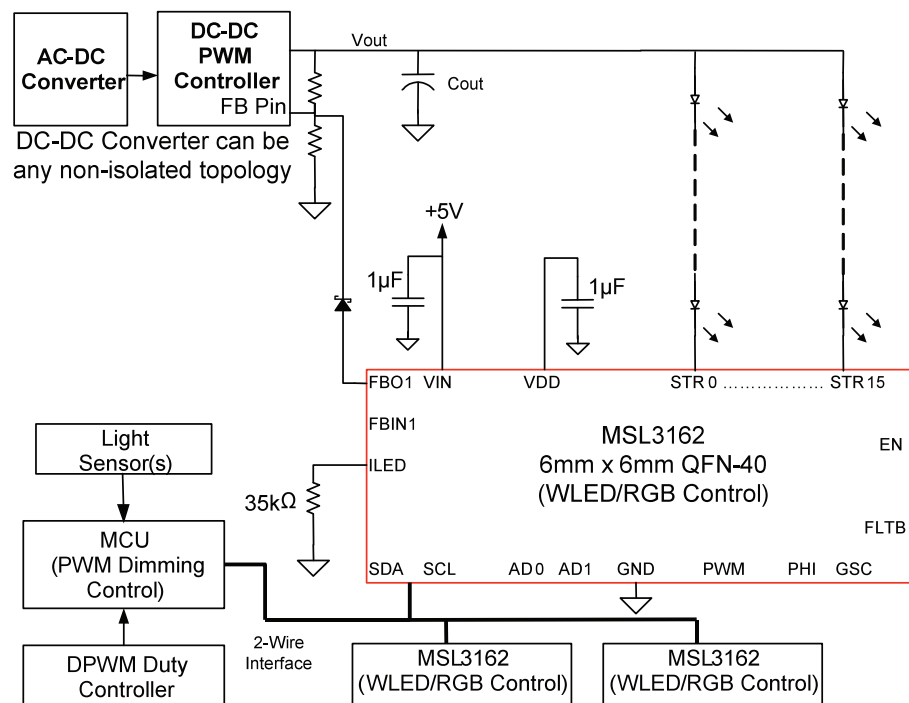 AC-DC
Converter
DC-DC
PWM
Controller
FB Pin
Vout
Cout
DC-DC Converter can be
any non-isolated topology
+5V
1µF
1µF
FBO1 VIN VDD STR 0 .................. STR 15
FBIN1
MSL3162
EN
6mm x 6mm QFN-40
ILED
(WLED/RGB Control)
35kΩ
FLTB
SDA SCL AD0 AD1 GND PWM PHI GSC
Light
Sensor(s)
MCU
(PWM Dimming
Control)
2-Wire
Interface
DPWM Duty
Controller
MSL3162
(WLED/RGB Control)
MSL3162
(WLED/RGB Control)